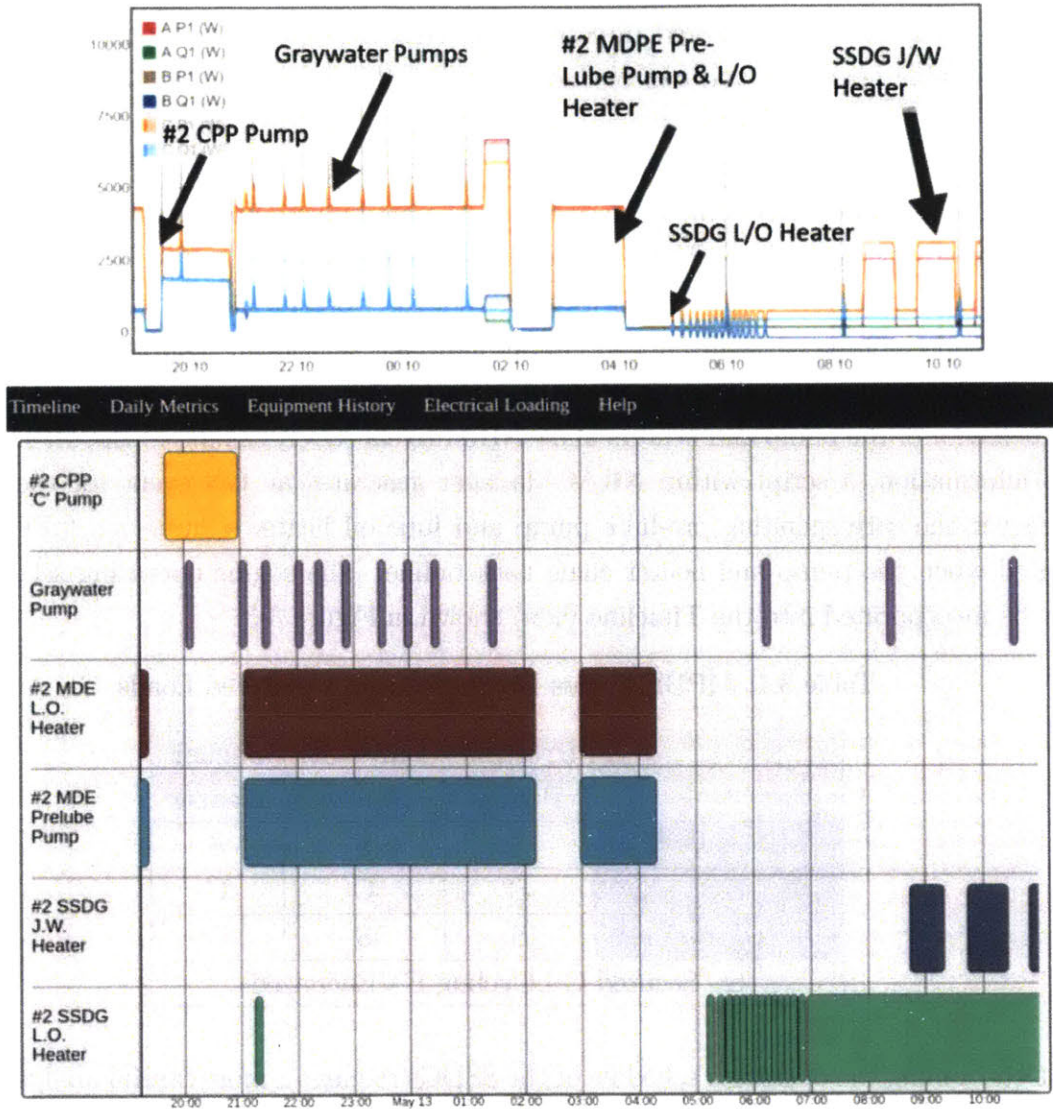 A P1 (W)
A Q1 (W)
B P1 (W)
B Q1 (W)
10000
7500
5000
2500
0
Graywater Pumps
#2 CPP Pump
#2 MDPE Pre-
Lube Pump & L/O
Heater
SSDG J/W
Heater
SSDG L/O Heater
20 10
22 10
00 10
02 10
04 10
06 10
08 10
10 10
Timeline Daily Metrics Equipment History Electrical Loading Help
#2 CPP
'C' Pump
Graywater
Pump
#2 MDE
L.O.
Heater
#2 MDE
Prelube
Pump
#2 SSDG
J.W.
Heater
#2 SSDG
L.O.
Heater
20:00 21:00 22:00 23:00 May 13 01:00 02:00 03:00 04:00 05:00 06:00 07:00 08:00 09:00 10:00